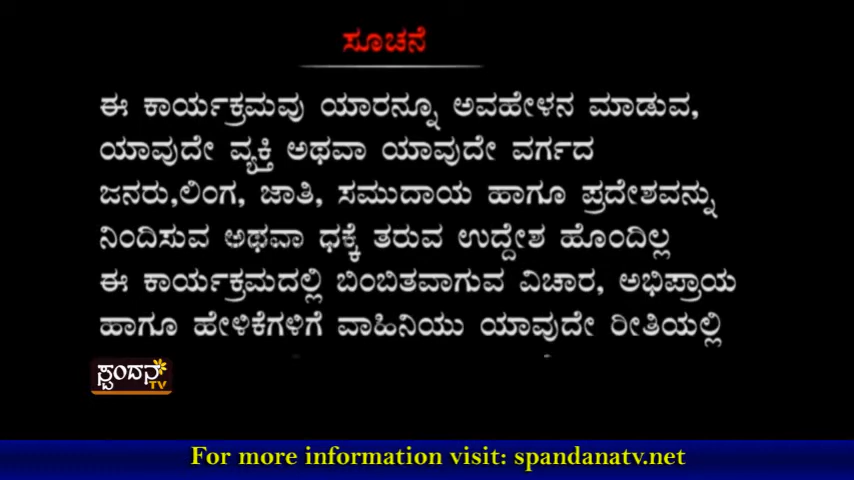 ಸೂಚನೆ
ಈ ಕಾರ್ಯಕ್ರಮವು ಯಾರನ್ನೂ ಅವಹೇಳನ ಮಾಡುವ,
ಯಾವುದೇ ವ್ಯಕ್ತಿ ಅಥವಾ ಯಾವುದೇ ವರ್ಗದ
ಜನರು,ಲಿಂಗ, ಜಾತಿ, ಸಮುದಾಯ ಹಾಗೂ ಪ್ರದೇಶವನ್ನು
ನಿಂದಿಸುವ ಅಥವಾ ಧಕ್ಕೆ ತರುವ ಉದ್ದೇಶ ಹೊಂದಿಲ್ಲ
ಈ ಕಾರ್ಯಕ್ರಮದಲ್ಲಿ ಬಿಂಬಿತವಾಗುವ ವಿಚಾರ, ಅಭಿಪ್ರಾಯ
ಹಾಗೂ ಹೇಳಿಕೆಗಳಿಗೆ ವಾಹಿನಿಯು ಯಾವುದೇ ರೀತಿಯಲ್ಲಿ
ಸ್ಪಂದನ
TV
For more information visit: spandanatv.net